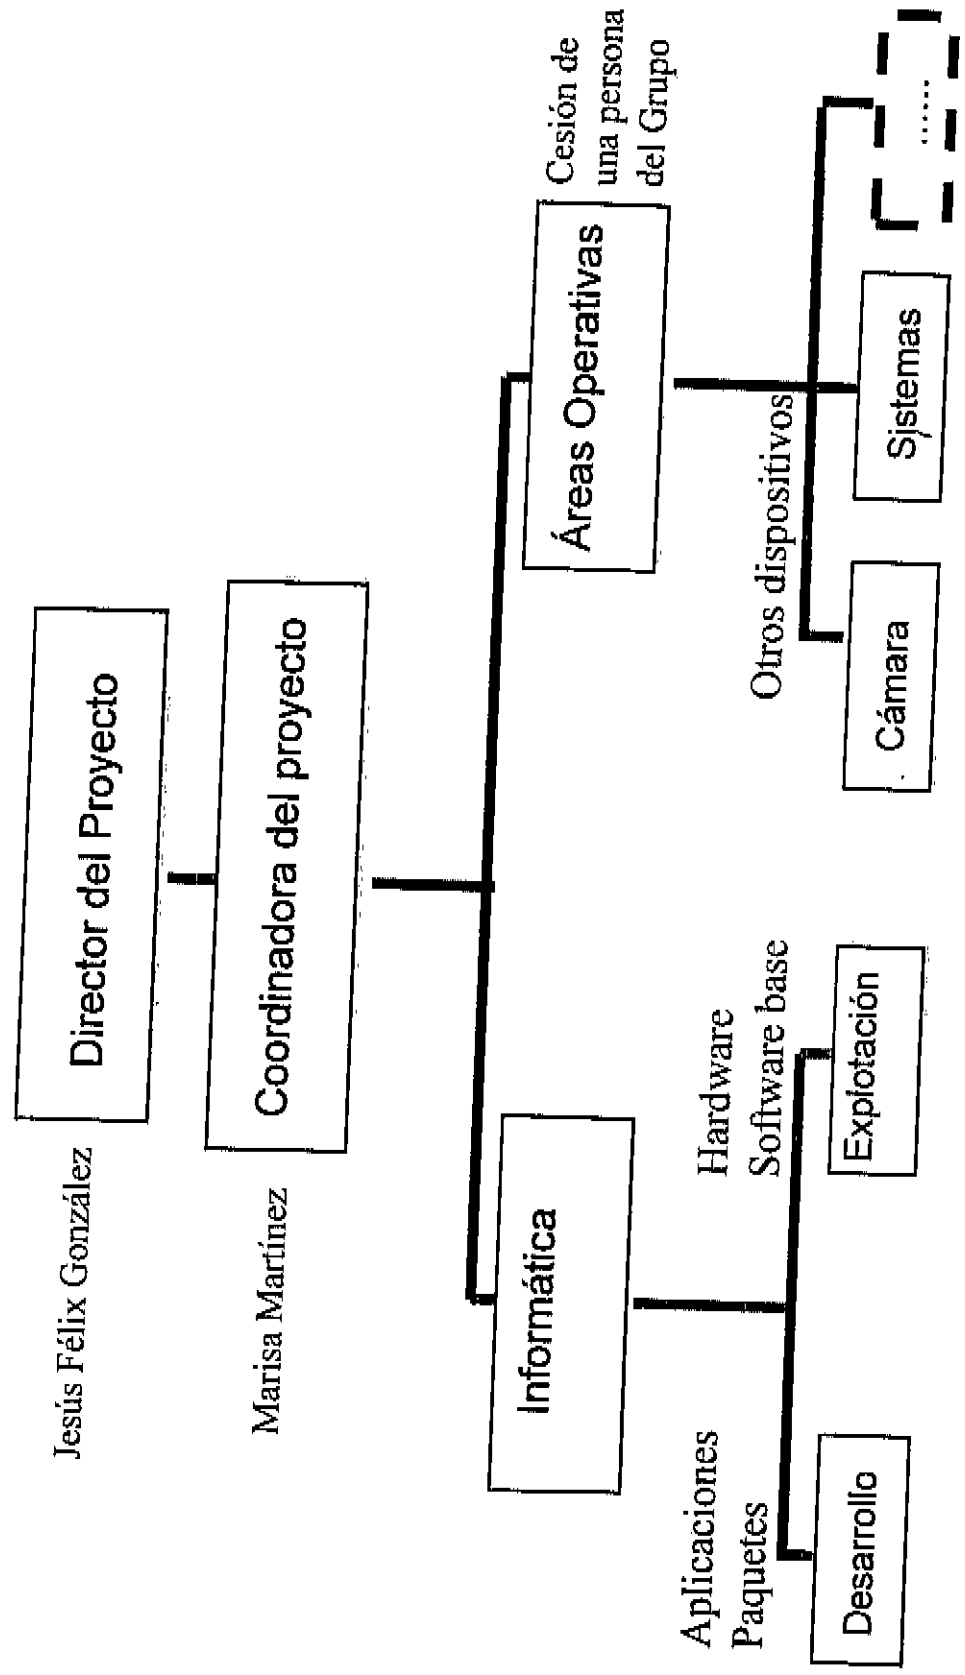 Jesús Félix González
Director del Proyecto
Marisa Martínez
Coordinadora del proyecto
Informática
Áreas Operativas
Cesión de
una persona
del Grupo
Aplicaciones
Paquetes
Hardware
Software base
Otros dispositivos
Desarrollo
Explotación
Cámara
Sistemas
......